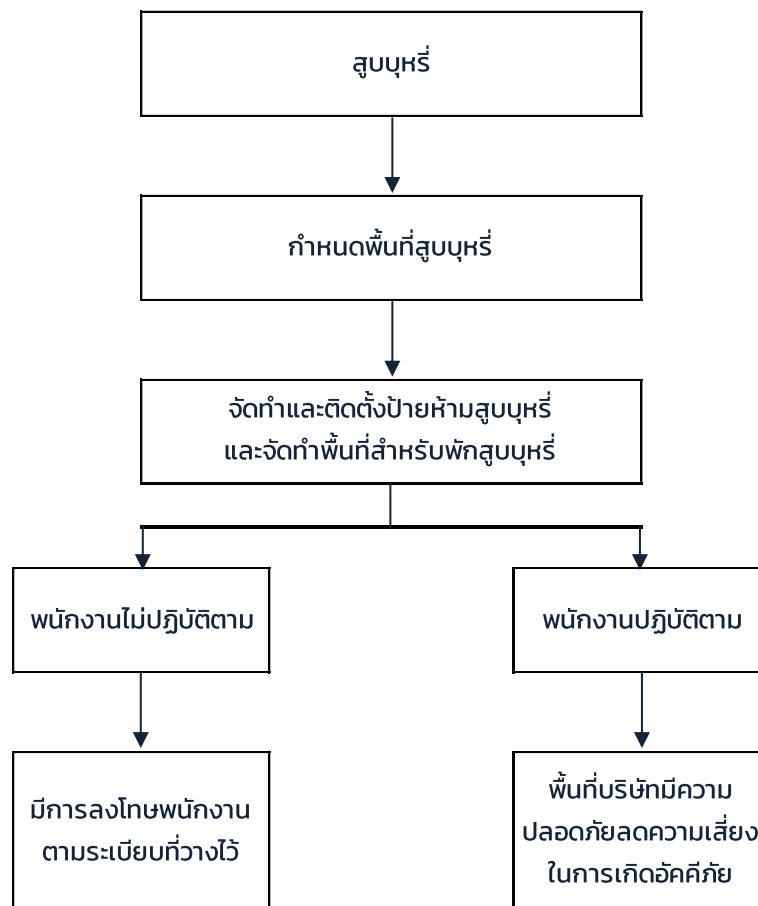 สูบบุหรี่
กำหนดพื้นที่สูบบุหรี่
จัดทำและติดตั้งป้ายห้ามสูบบุหรี่
และจัดทำพื้นที่สำหรับพักสูบบุหรี่
พนักงานไม่ปฏิบัติตาม
พนักงานปฏิบัติตาม
มีการลงโทษพนักงาน
ตามระเบียบที่วางไว้
พื้นที่บริษัทมีความ
ปลอดภัยลดความเสี่ยง
ในการเกิดอัคคีภัย